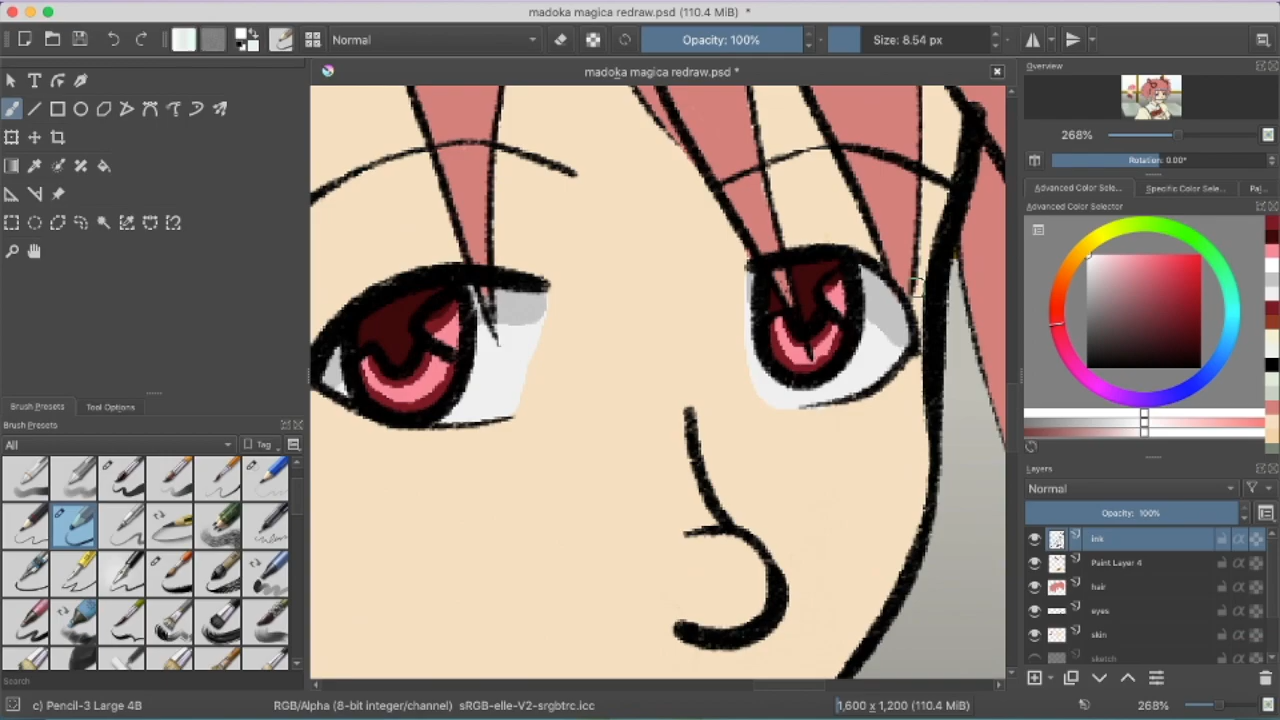 madoka magica redraw.psd (110.4 MiB) *
Normal
Opacity: 100%
Size: 8.54 px
madoka magica redraw.psd *
Overview
268%
Rotation: 0.00°
Advanced Color Sele...
Specific Color Sele...
Pa...
Advanced Color Selector
Brush Presets
Tool Options
Brush Presets
All
Tag
Search
Layers
Normal
Opacity: 100%
ink
Paint Layer 4
hair
eyes
skin
sketch
c) Pencil-3 Large 4B
RGB/Alpha (8-bit integer/channel) sRGB-elle-V2-srgbtrc.icc
1,600 x 1,200 (110.4 MiB)
268%